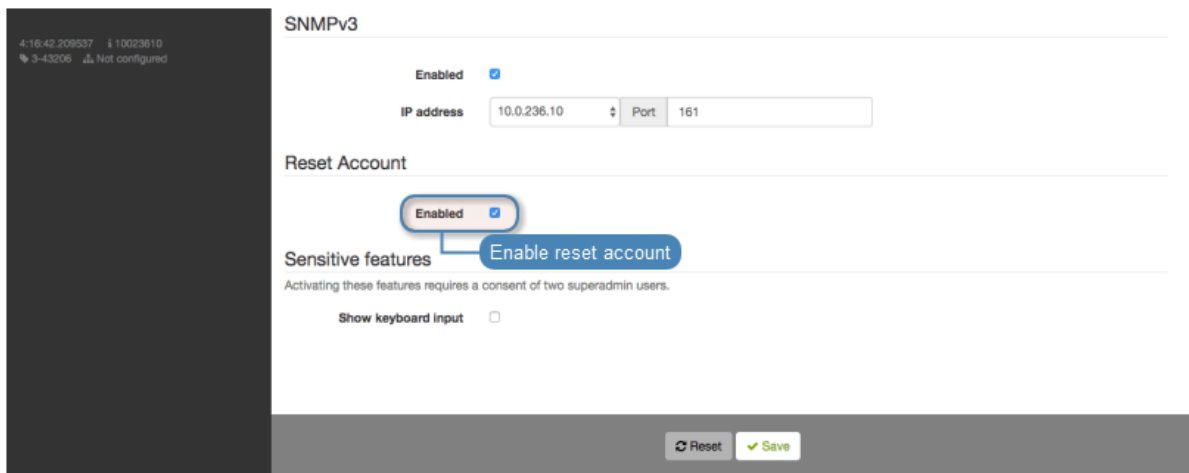 SNMPv3
4:16:42.209537 10023610
3-43206 Not configured
Enabled
IP address 10.0.236.10 Port 161
Reset Account
Enabled
Enable reset account
Sensitive features
Activating these features requires a consent of two superadmin users.
Show keyboard input
Reset Save